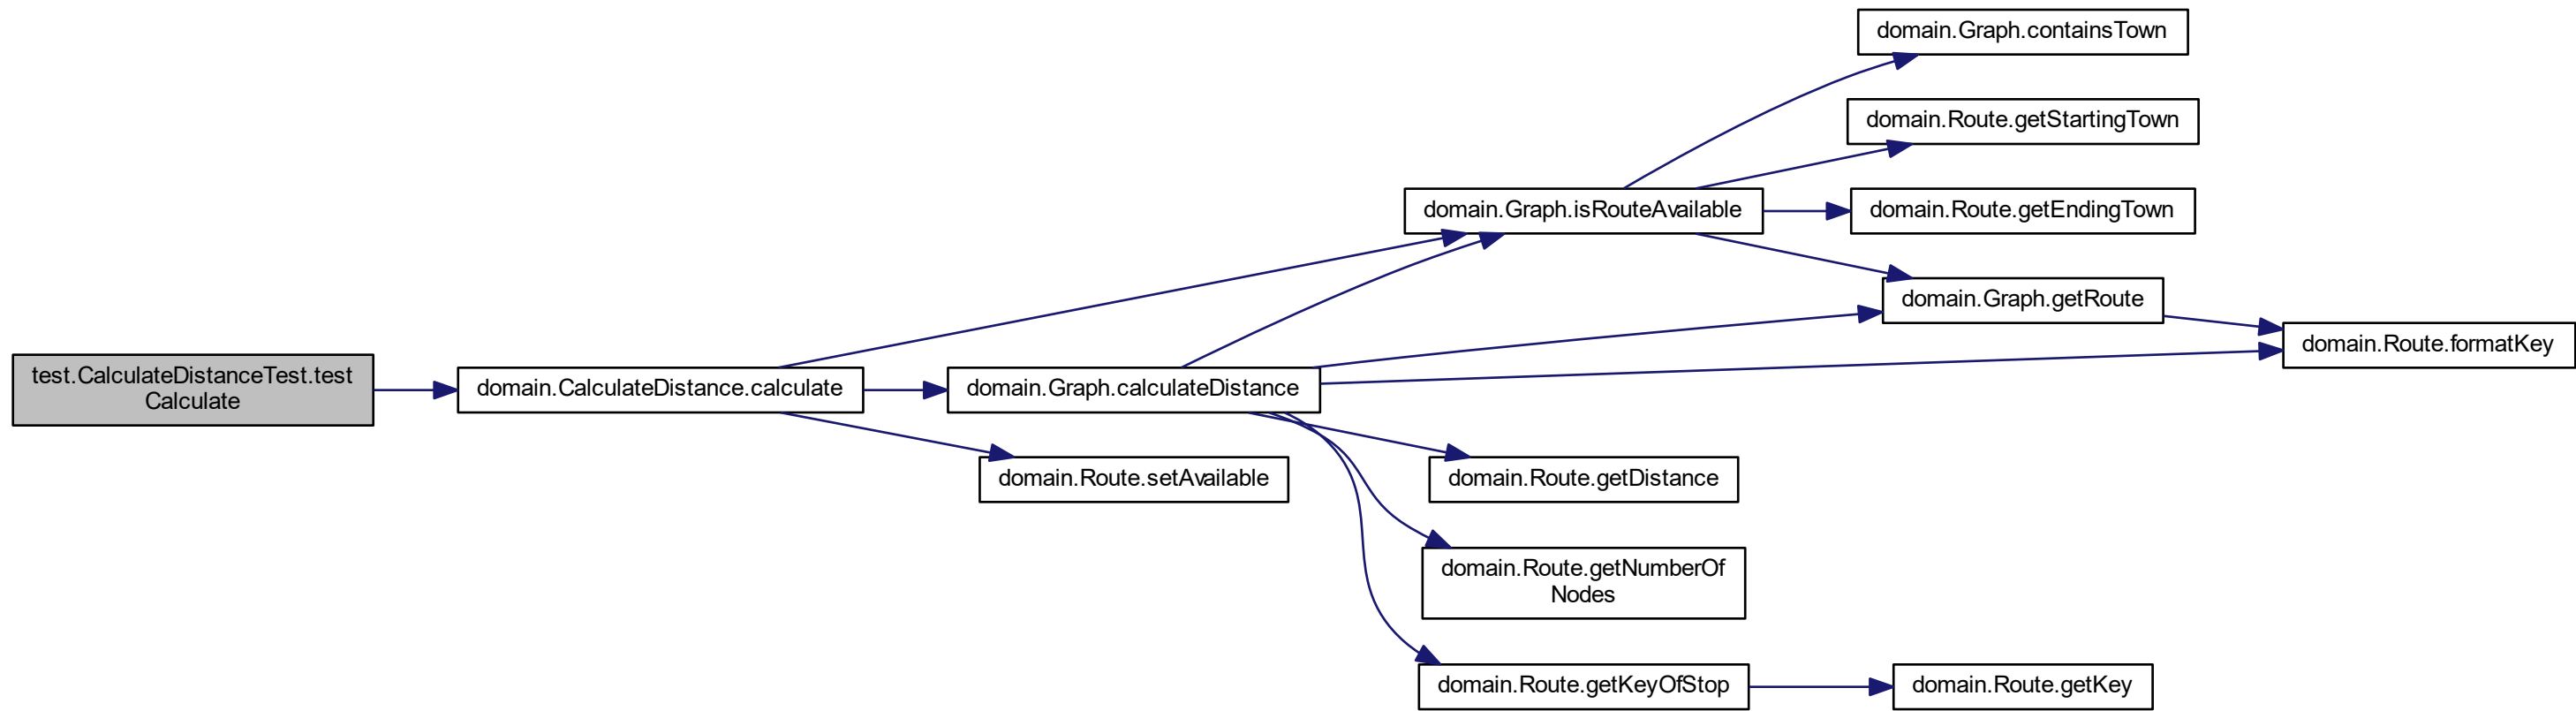 domain.Graph.containsTown
domain.Route.getStartingTown
domain.Graph.isRouteAvailable
domain.Route.getEndingTown
domain.Graph.getRoute
domain.Route.formatKey
test.CalculateDistanceTest.test
Calculate
domain.CalculateDistance.calculate
domain.Graph.calculateDistance
domain.Route.setAvailable
domain.Route.getDistance
domain.Route.getNumberOf
Nodes
domain.Route.getKeyOfStop
domain.Route.getKey